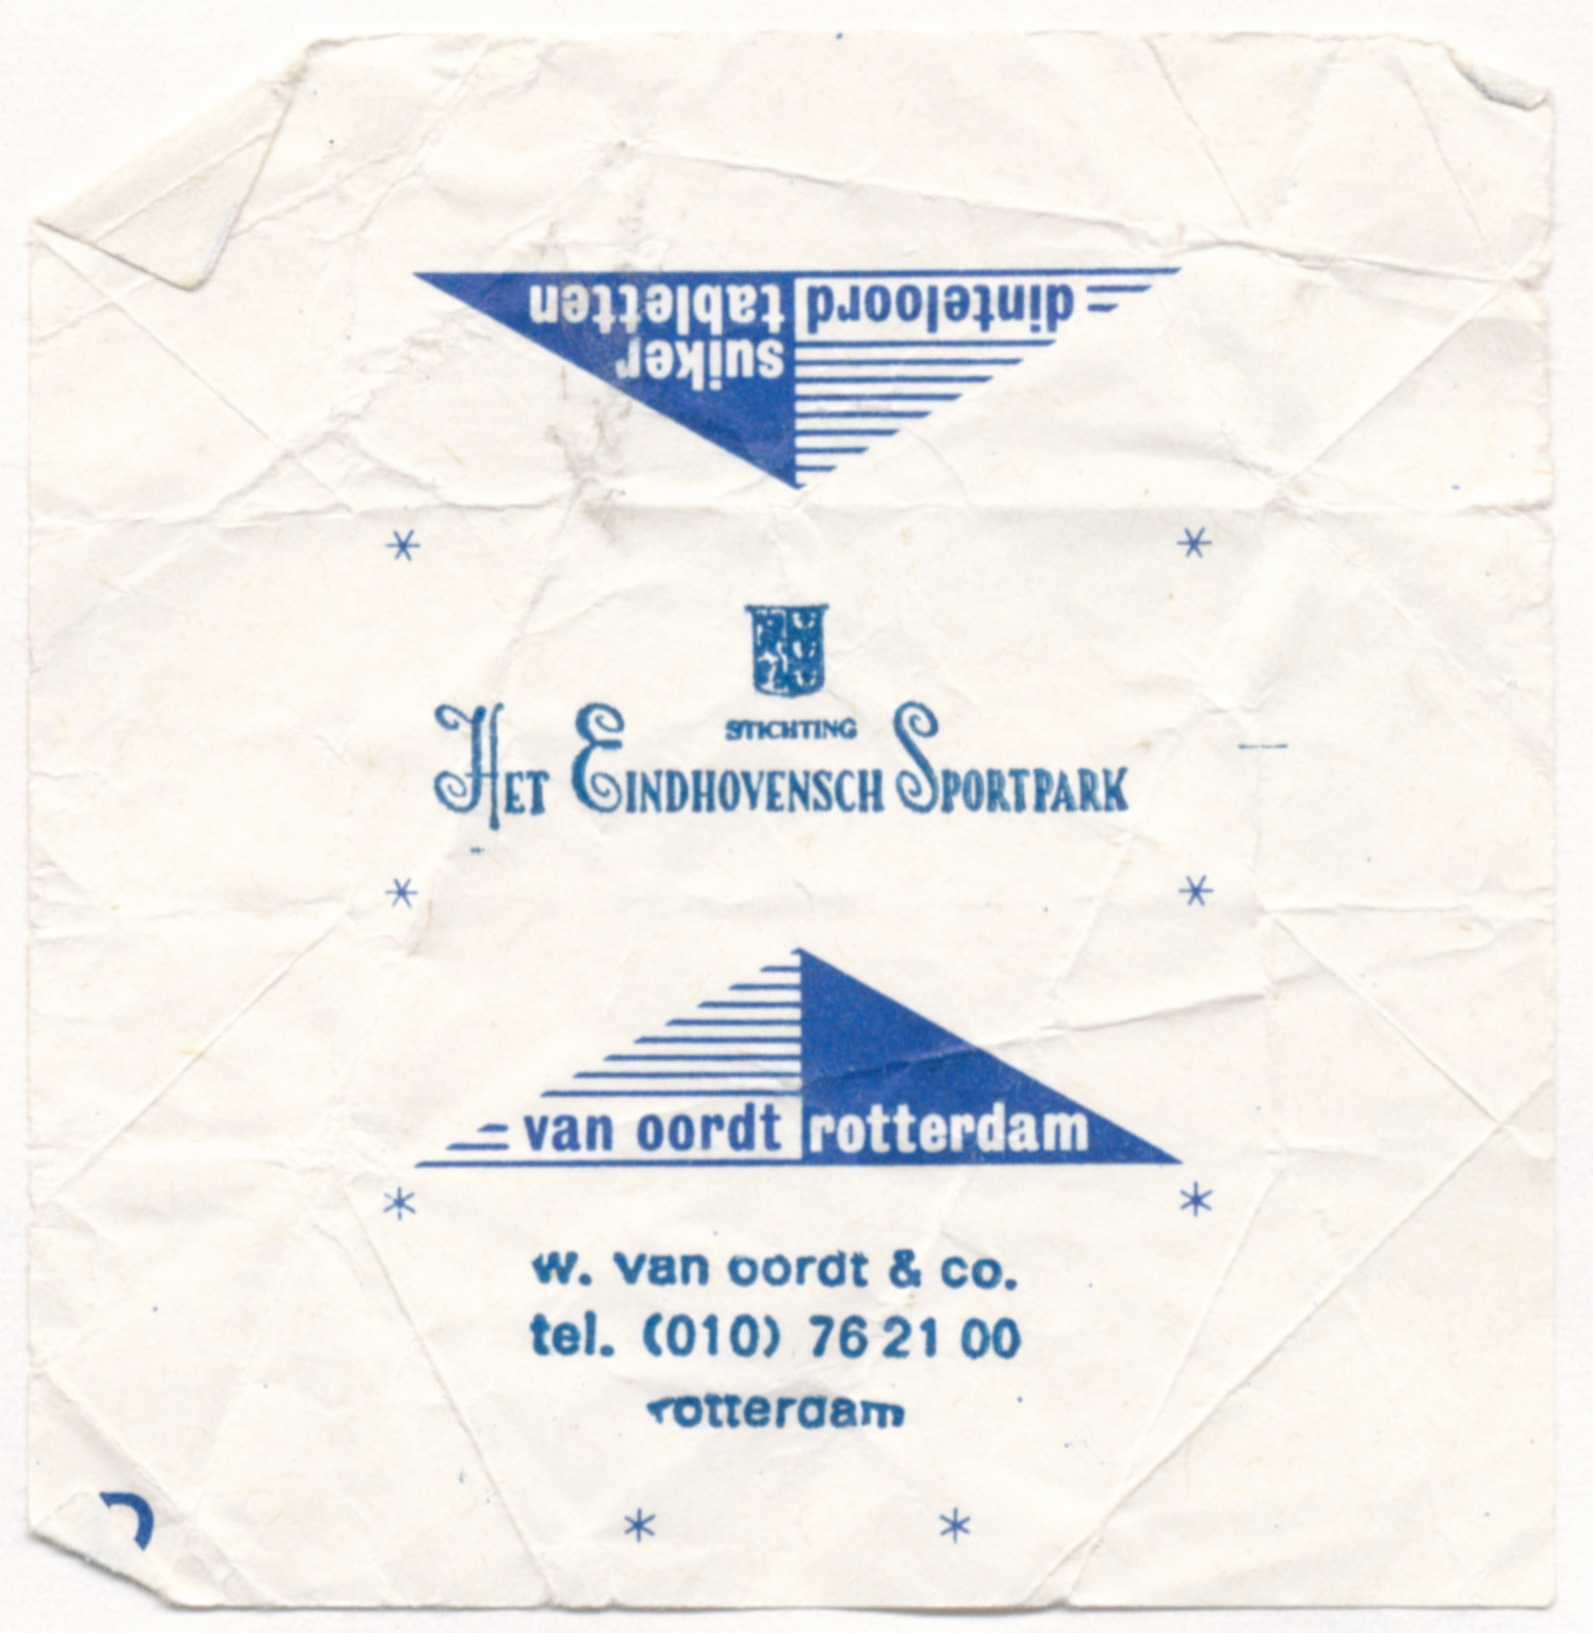 dinteloord
suiker
tabletten
STICHTING
HET EINDHOVENSCH SPORTPARK
van oordt rotterdam
w. van oordt & co.
tel. (010) 76 21 00
rotterdam